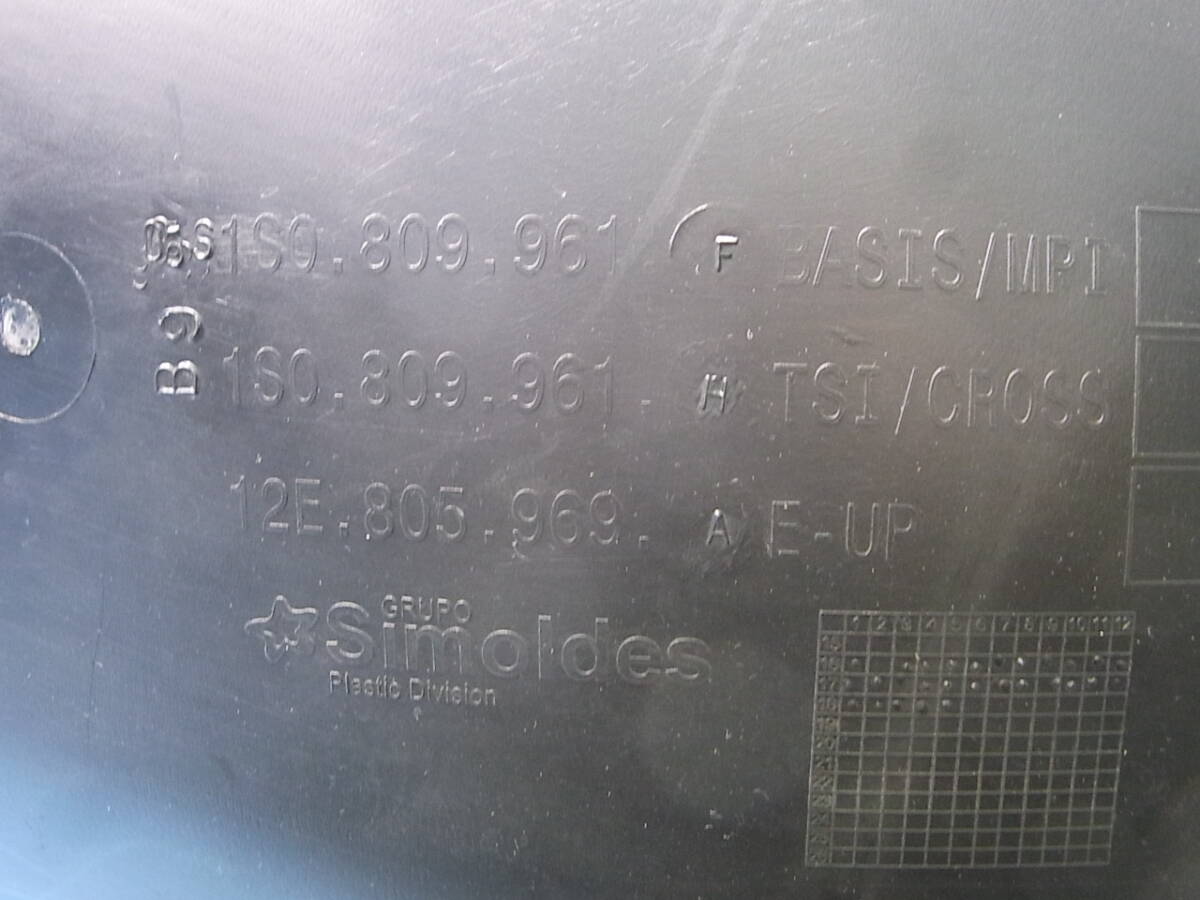 1S0.809.961. F BASIS/MPI
B9
1S0.809.961. H TSI/CROSS
12E.805.969. A E-UP
GRUPO
Simoldes
Plastic Division
1 2 3 4 5 6 7 8 9 10 11 12